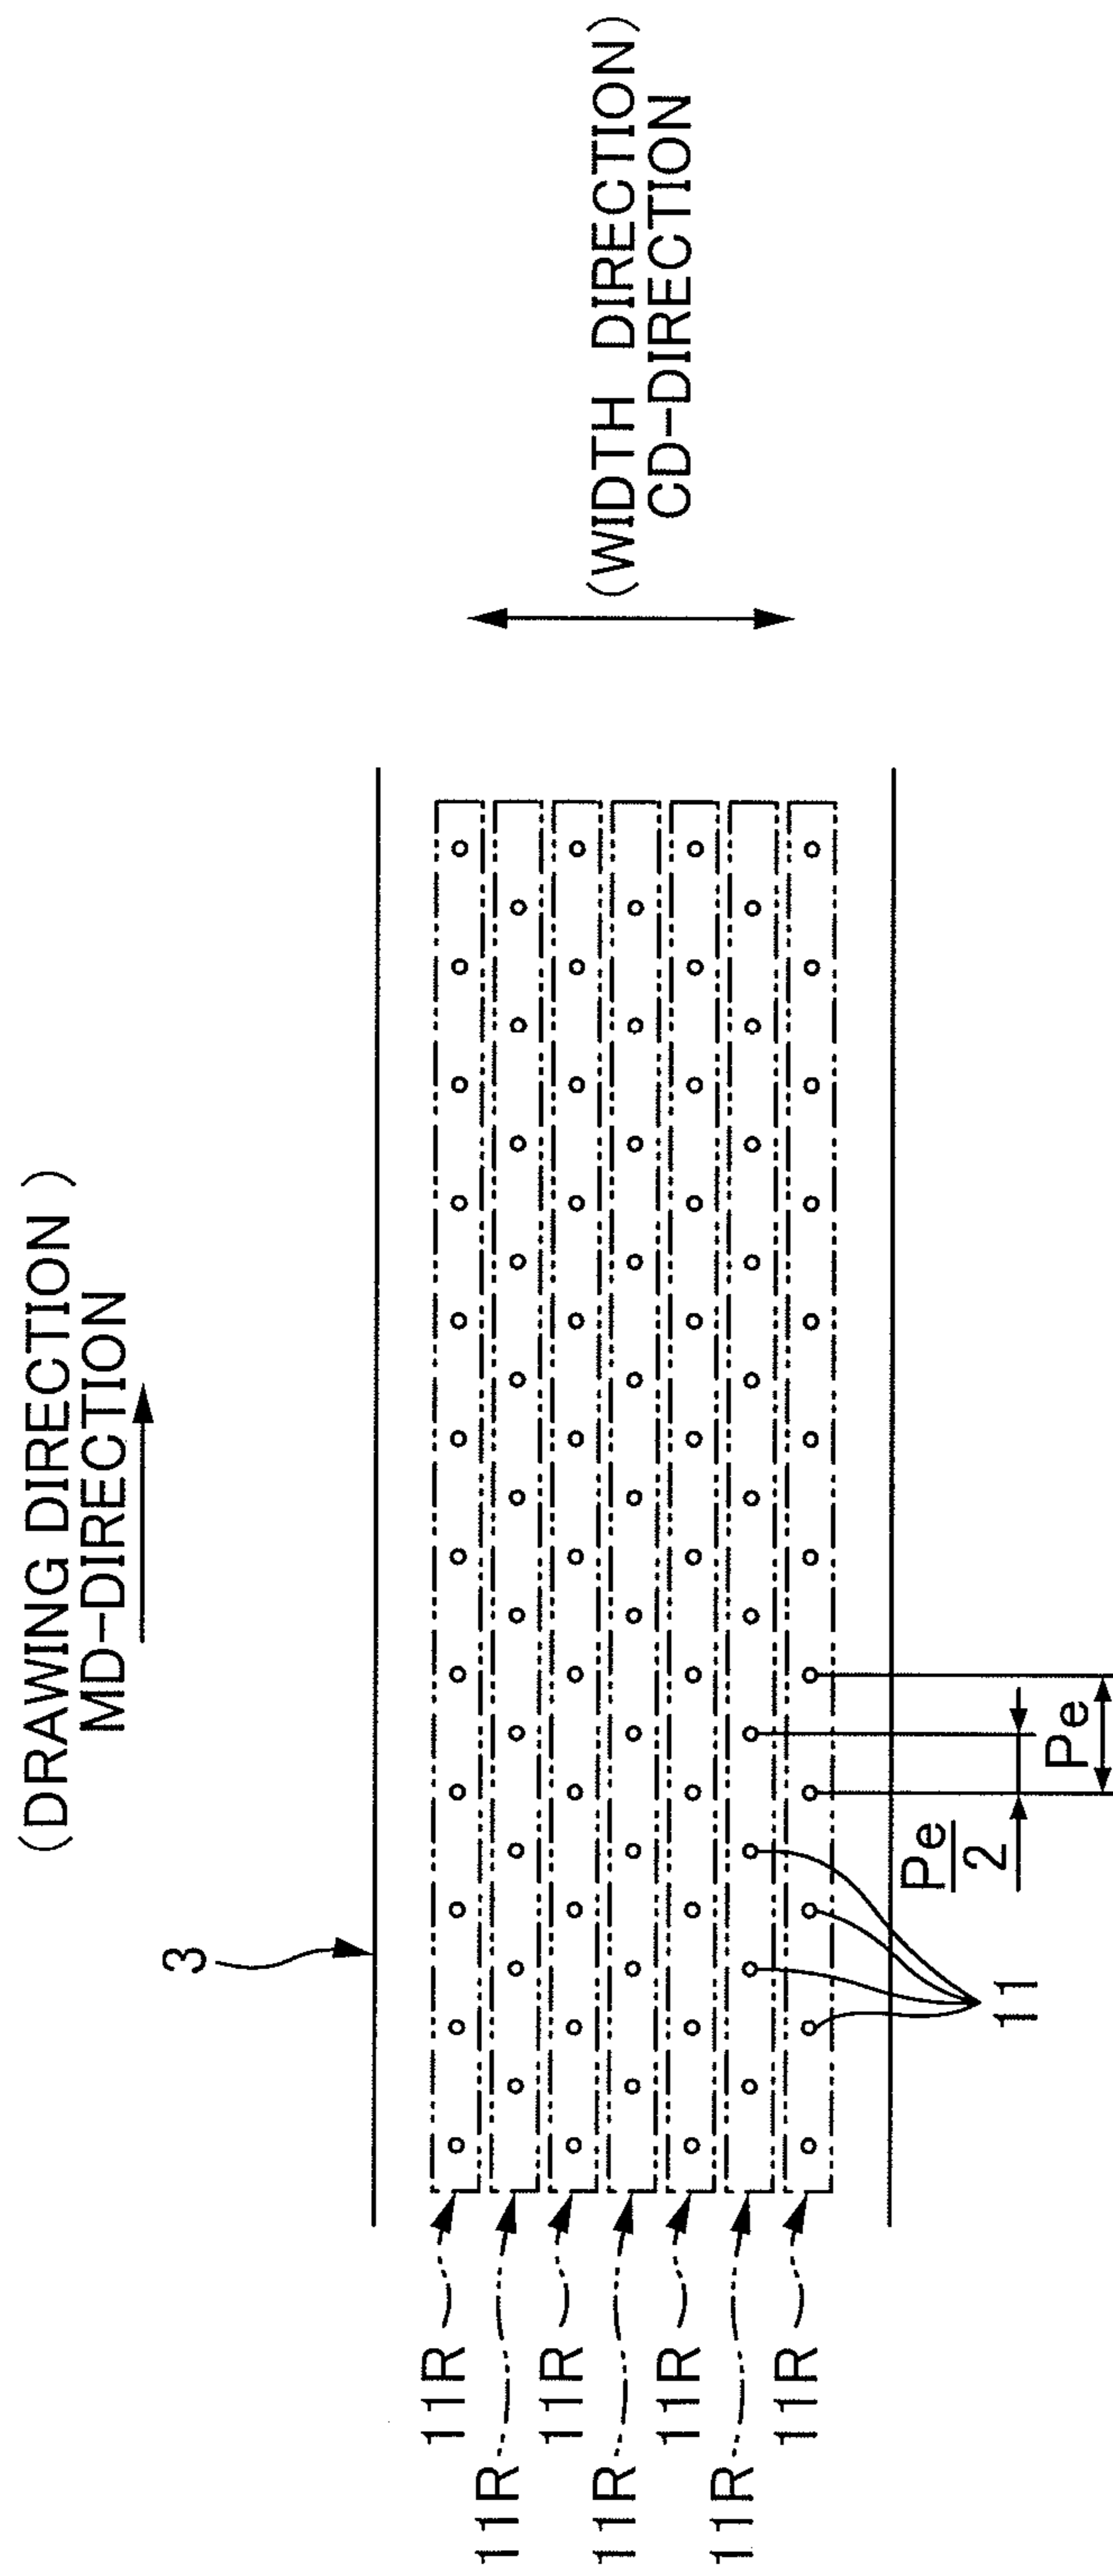 (DRAWING DIRECTION)
MD-DIRECTION
3
(WIDTH DIRECTION)
CD-DIRECTION
11R
11R
11R
11R
11R
11R
11R
11
Pe
2
Pe